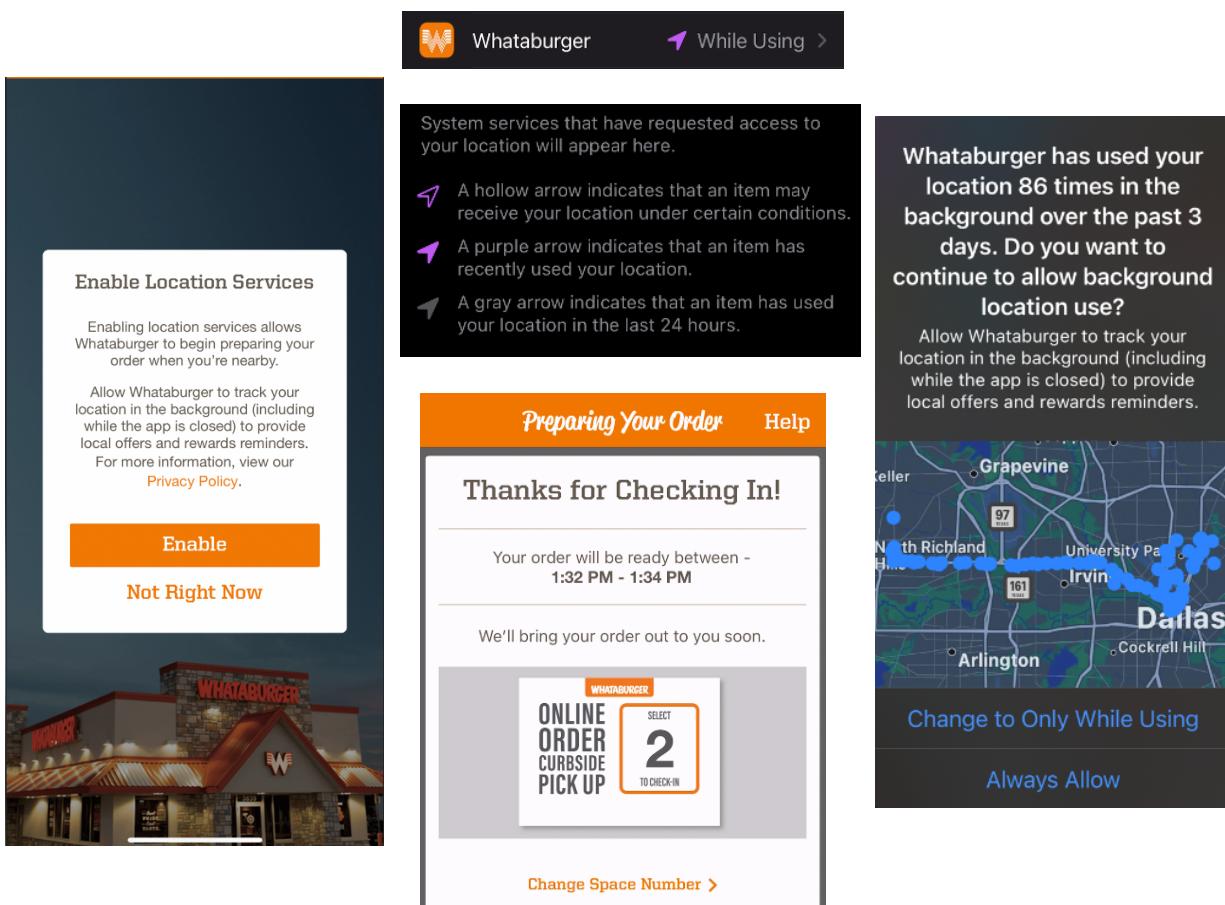 Whataburger While Using
System services that have requested access to
your location will appear here.
A hollow arrow indicates that an item may
receive your location under certain conditions.
A purple arrow indicates that an item has
recently used your location.
A gray arrow indicates that an item has used
your location in the last 24 hours.
Enable Location Services
Enabling location services allows
Whataburger to begin preparing your
order when you're nearby.
Allow Whataburger to track your
location in the background (including
while the app is closed) to provide
local offers and rewards reminders.
For more information, view our
Privacy Policy.
Enable
Not Right Now
WHATABURGER
WHATABURGER
W
Preparing Your Order Help
Thanks for Checking In!
Your order will be ready between -
1:32 PM - 1:34 PM
We'll bring your order out to you soon.
WHATABURGER
ONLINE
ORDER
CURBSIDE
PICK UP
SELECT
2
TO CHECK-IN
Change Space Number
Whataburger has used your
location 86 times in the
background over the past 3
days. Do you want to
continue to allow background
location use?
Allow Whataburger to track your
location in the background (including
while the app is closed) to provide
local offers and rewards reminders.
Grapevine
Keller
97
TEXAS
North Richland
Hills
University Pa
161
TEXAS
Irvin
Dallas
Cockrell Hill
Arlington
Change to Only While Using
Always Allow